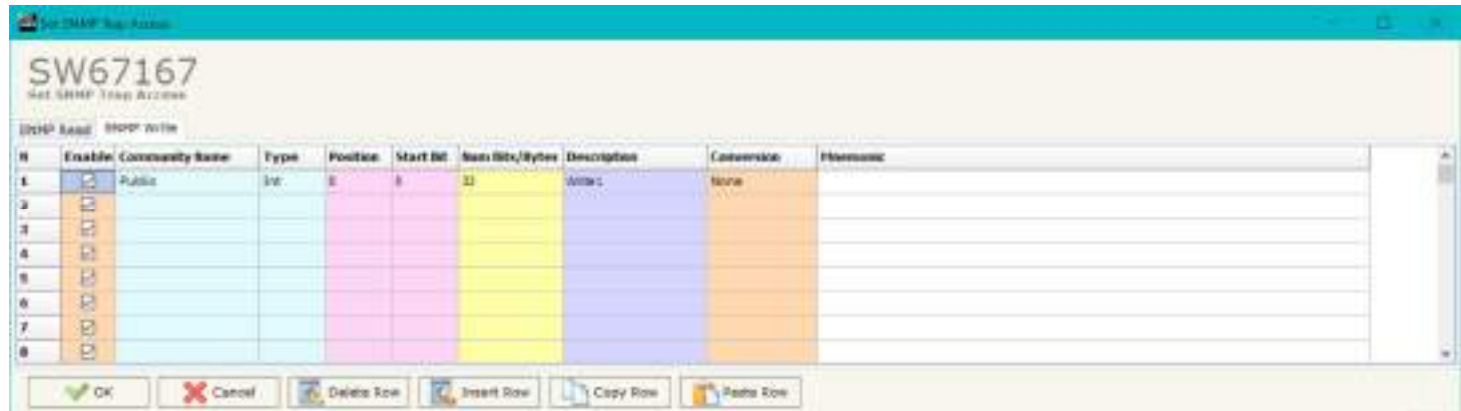 Set SNMP Trap Access
SW67167
Set SNMP Trap Access
SNMP Read SNMP Write
N Enable Community Name Type Position Start Bit Num Bits/Bytes Description Conversion Mnemonic
1 Public Int 0 0 32 Write1 None
2
3
4
5
6
7
8
OK Cancel Delete Row Insert Row Copy Row Paste Row